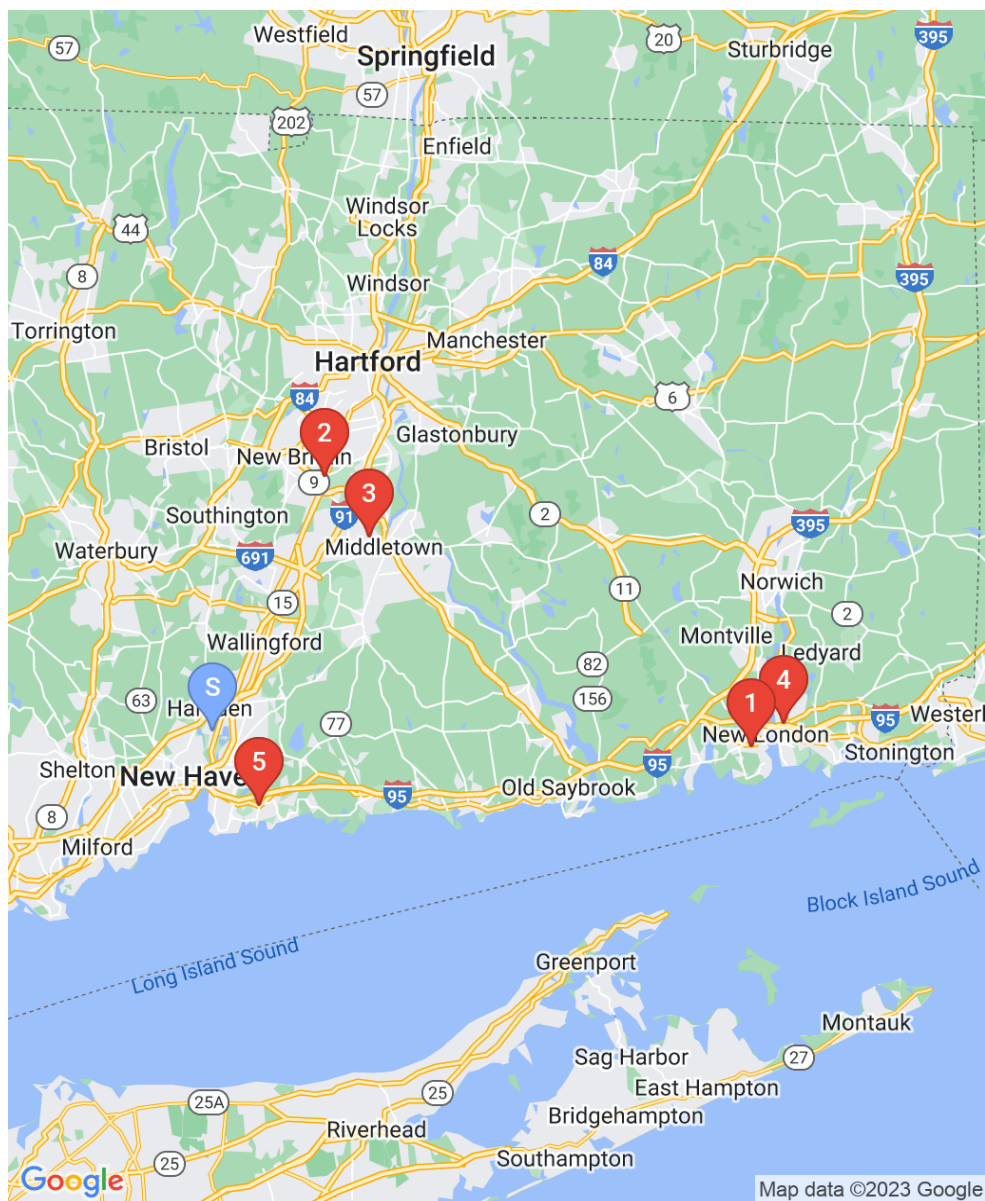 Westfield
20
395
57
Springfield
Sturbridge
57
202
Enfield
Windsor
Locks
44
84
8
Windsor
395
Torrington
Manchester
Hartford
84
6
2
Glastonbury
Bristol
New Britain
9
3
Southington
91
2
395
Waterbury
691
Middletown
Norwich
15
11
2
Wallingford
Montville
82
Ledyard
S
63
156
4
Hamden
77
1
95
New London
Stonington
5
Shelton
New Haven
95
95
Old Saybrook
8
Milford
Block Island Sound
Long Island Sound
Greenport
Montauk
Sag Harbor
27
East Hampton
25
25A
Bridgehampton
Riverhead
25
Southampton
Google
Map data ©2023 Google